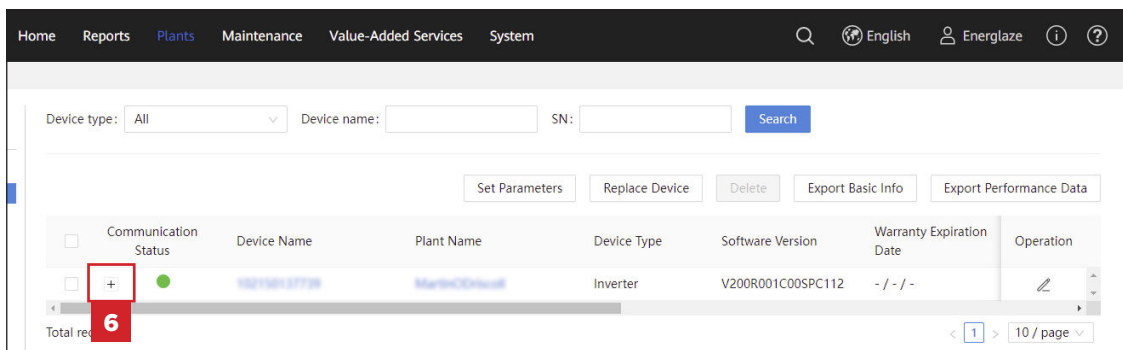 Home Reports Plants Maintenance Value-Added Services System English Energlaze
Device type: All Device name: SN: Search
Set Parameters Replace Device Delete Export Basic Info Export Performance Data
Communication Status Device Name Plant Name Device Type Software Version Warranty Expiration Date Operation
Inverter V200R001C00SPC112 - / - / -
6
Total 1 10 / page